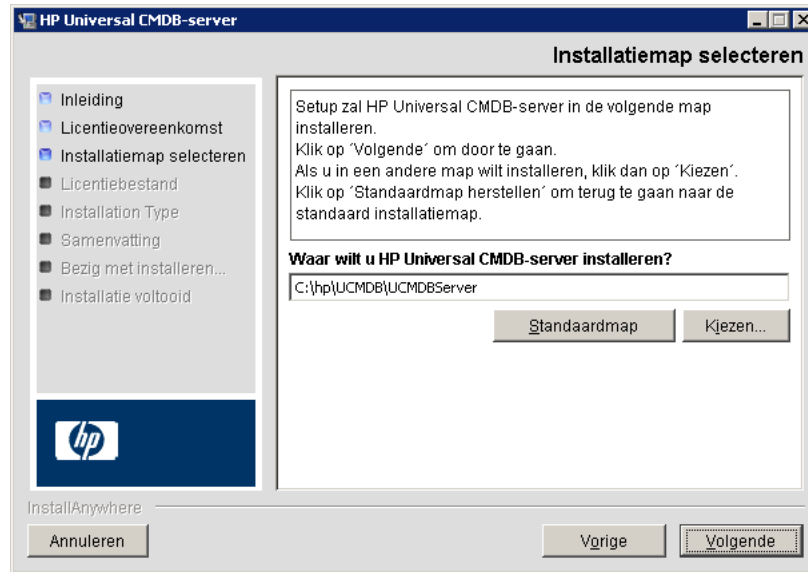 HP Universal CMDB-server
Installatiemap selecteren
Inleiding
Licentieovereenkomst
Installatiemap selecteren
Licentiebestand
Installation Type
Samenvatting
Bezig met installeren...
Installatie voltooid
hp
Setup zal HP Universal CMDB-server in de volgende map
installeren.
Klik op ´Volgende´ om door te gaan.
Als u in een andere map wilt installeren, klik dan op ´Kiezen´.
Klik op ´Standaardmap herstellen´ om terug te gaan naar de
standaard installatiemap.
Waar wilt u HP Universal CMDB-server installeren?
C:\hp\UCMDB\UCMDBServer
Standaardmap
Kiezen...
InstallAnywhere
Annuleren
Vorige
Volgende